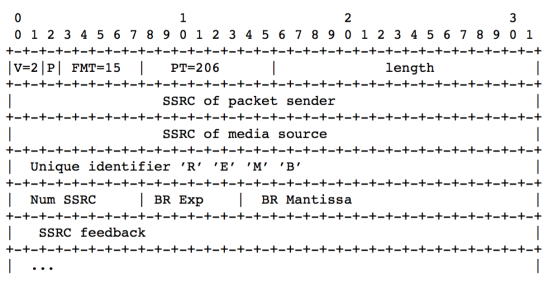 0                   1                   2                   3
 0 1 2 3 4 5 6 7 8 9 0 1 2 3 4 5 6 7 8 9 0 1 2 3 4 5 6 7 8 9 0 1
+-+-+-+-+-+-+-+-+-+-+-+-+-+-+-+-+-+-+-+-+-+-+-+-+-+-+-+-+-+-+-+-+
|V=2|P| FMT=15  |   PT=206      |             length            |
+-+-+-+-+-+-+-+-+-+-+-+-+-+-+-+-+-+-+-+-+-+-+-+-+-+-+-+-+-+-+-+-+
|                  SSRC of packet sender                        |
+-+-+-+-+-+-+-+-+-+-+-+-+-+-+-+-+-+-+-+-+-+-+-+-+-+-+-+-+-+-+-+-+
|                  SSRC of media source                         |
+-+-+-+-+-+-+-+-+-+-+-+-+-+-+-+-+-+-+-+-+-+-+-+-+-+-+-+-+-+-+-+-+
|  Unique identifier ’R’ ’E’ ’M’ ’B’                            |
+-+-+-+-+-+-+-+-+-+-+-+-+-+-+-+-+-+-+-+-+-+-+-+-+-+-+-+-+-+-+-+-+
|  Num SSRC     | BR Exp    |  BR Mantissa                      |
+-+-+-+-+-+-+-+-+-+-+-+-+-+-+-+-+-+-+-+-+-+-+-+-+-+-+-+-+-+-+-+-+
|   SSRC feedback                                               |
+-+-+-+-+-+-+-+-+-+-+-+-+-+-+-+-+-+-+-+-+-+-+-+-+-+-+-+-+-+-+-+-+
|  ...                                                          |